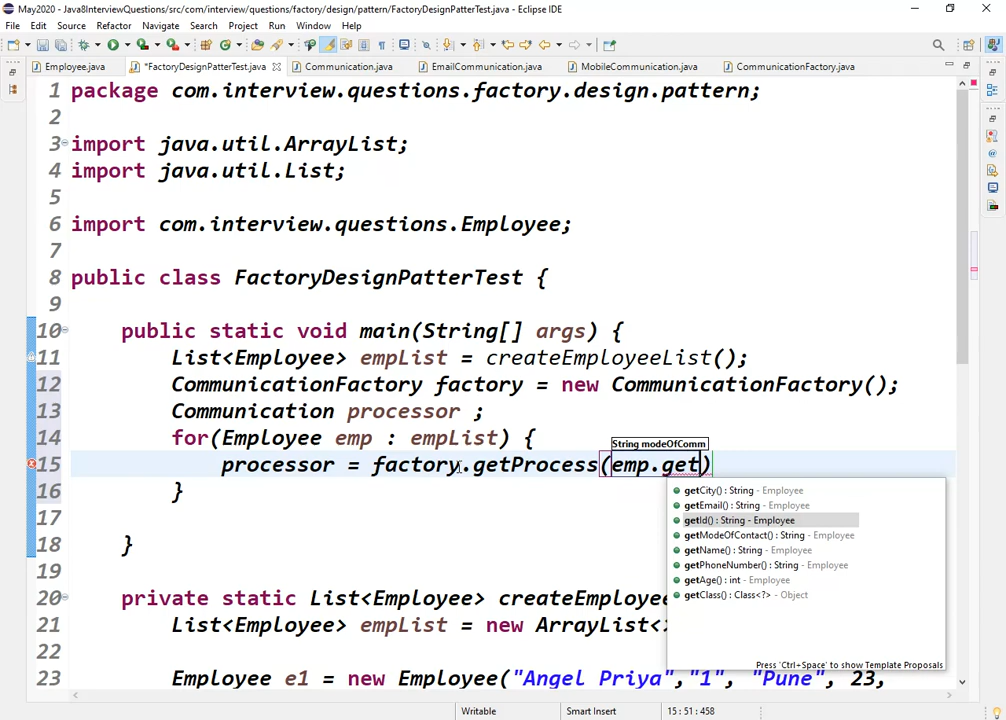 May2020 - Java8InterviewQuestions/src/com/interview/questions/factory/design/pattern/FactoryDesignPatterTest.java - Eclipse IDE
File Edit Source Refactor Navigate Search Project Run Window Help
Employee.java *FactoryDesignPatterTest.java Communication.java EmailCommunication.java MobileCommunication.java CommunicationFactory.java
1 package com.interview.questions.factory.design.pattern;
2
3 import java.util.ArrayList;
4 import java.util.List;
5
6 import com.interview.questions.Employee;
7
8 public class FactoryDesignPatterTest {
9
10 public static void main(String[] args) {
11 List<Employee> empList = createEmployeeList();
12 CommunicationFactory factory = new CommunicationFactory();
13 Communication processor ;
14 for(Employee emp : empList) {
String modeOfComm
15 processor = factory.getProcess(emp.get)
16 }
17
18 }
19
20 private static List<Employee> createEmployee
21 List<Employee> empList = new ArrayList<>
22
23 Employee e1 = new Employee("Angel Priya","1", "Pune", 23,
getCity() : String - Employee
getEmail() : String - Employee
getId() : String - Employee
getModeOfContact() : String - Employee
getName() : String - Employee
getPhoneNumber() : String - Employee
getAge() : int - Employee
getClass() : Class<?> - Object
Press 'Ctrl+Space' to show Template Proposals
Writable Smart Insert 15 : 51 : 458